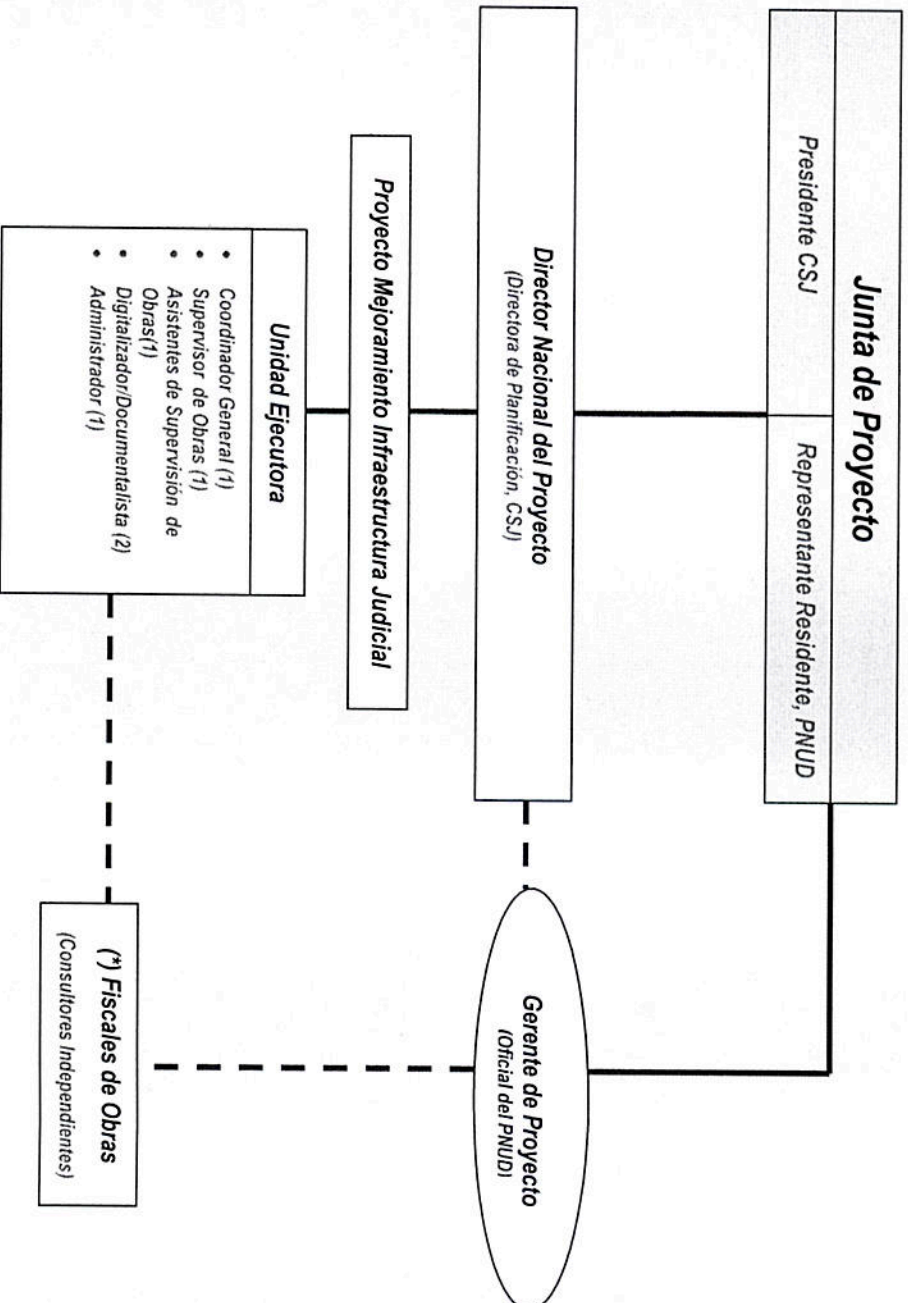 Junta de Proyecto
Presidente CSJ
Representante Residente, PNUD
Director Nacional del Proyecto
(Directora de Planificación, CSJ)
Gerente de Proyecto
(Oficial del PNUD)
Proyecto Mejoramiento Infraestructura Judicial
Unidad Ejecutora
• Coordinador General (1)
• Supervisor de Obras (1)
• Asistentes de Supervisión de
Obras(1)
• Digitalizador/Documentalista (2)
• Administrador (1)
(*) Fiscales de Obras
(Consultores Independientes)